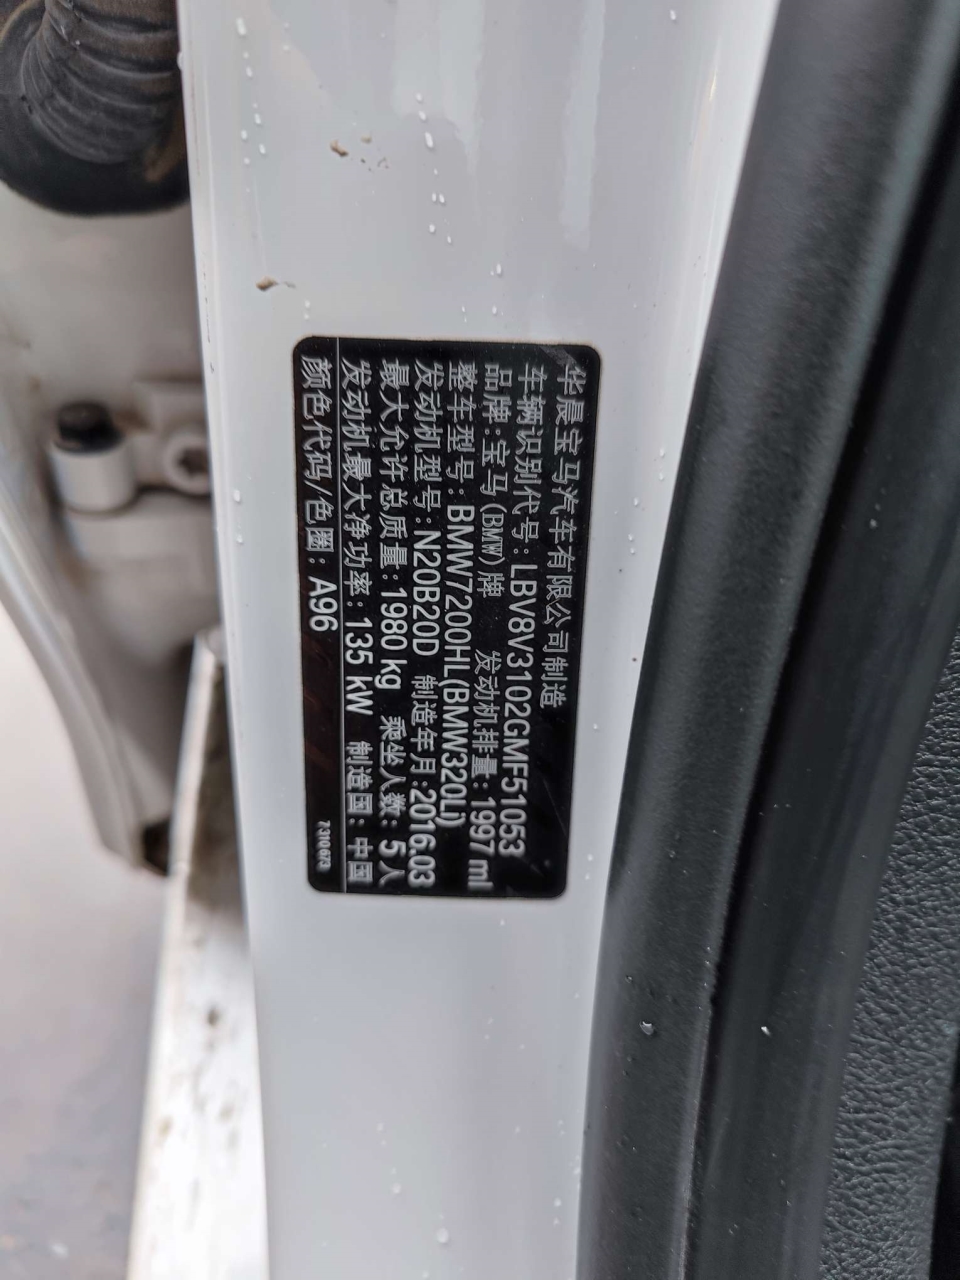 华晨宝马汽车有限公司制造
车辆识别代号:LBV8V3102GMF51053
品牌:宝马(BMW)牌 发动机排量:1997 ml
整车型号:BMW7200HL(BMW320Li)
发动机型号:N20B20D 制造年月:2016.03
最大允许总质量:1980 kg 乘坐人数:5人
发动机最大净功率:135 kW 制造国:中国
颜色代码/色圈:A96
7310673